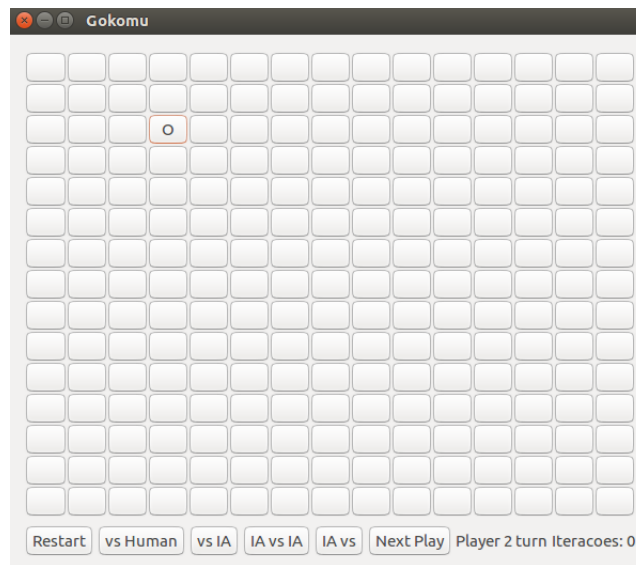 Gokomu
O
Restart vs Human vs IA IA vs IA IA vs Next Play Player 2 turn Iteracoes: 0